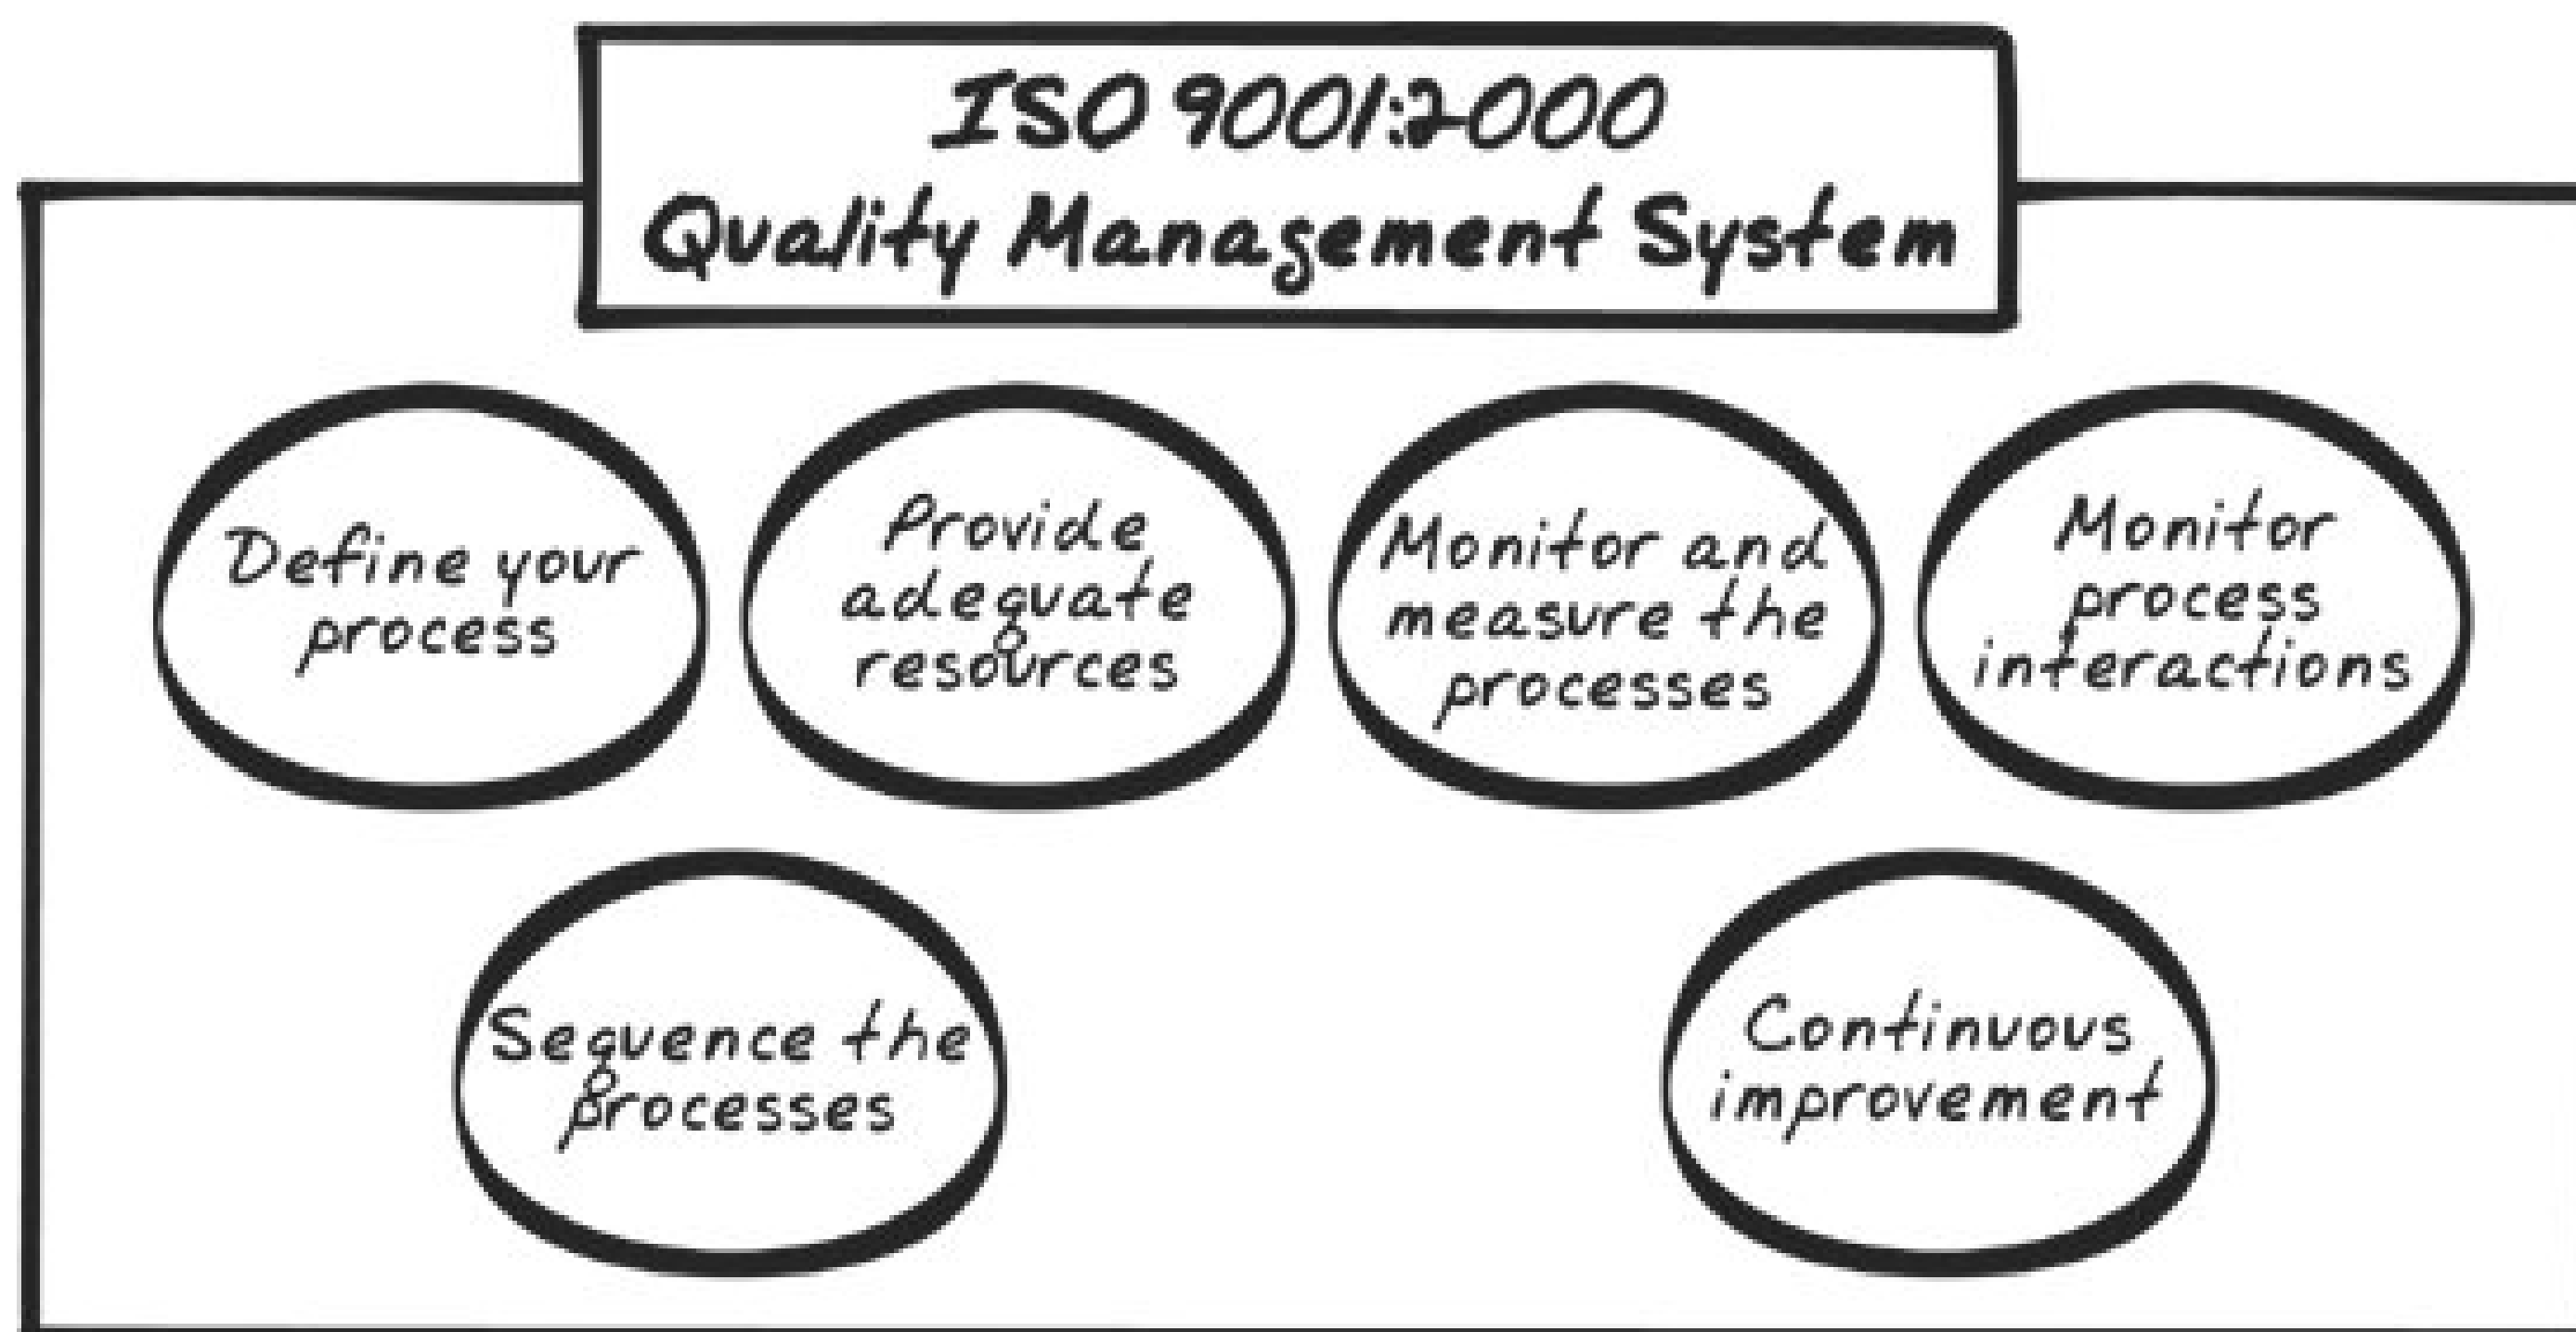 ISO 9001:2000
Quality Management System
Define your
process
Provide
adequate
resources
Monitor and
measure the
processes
Monitor
process
interactions
Sequence the
processes
Continuous
improvement